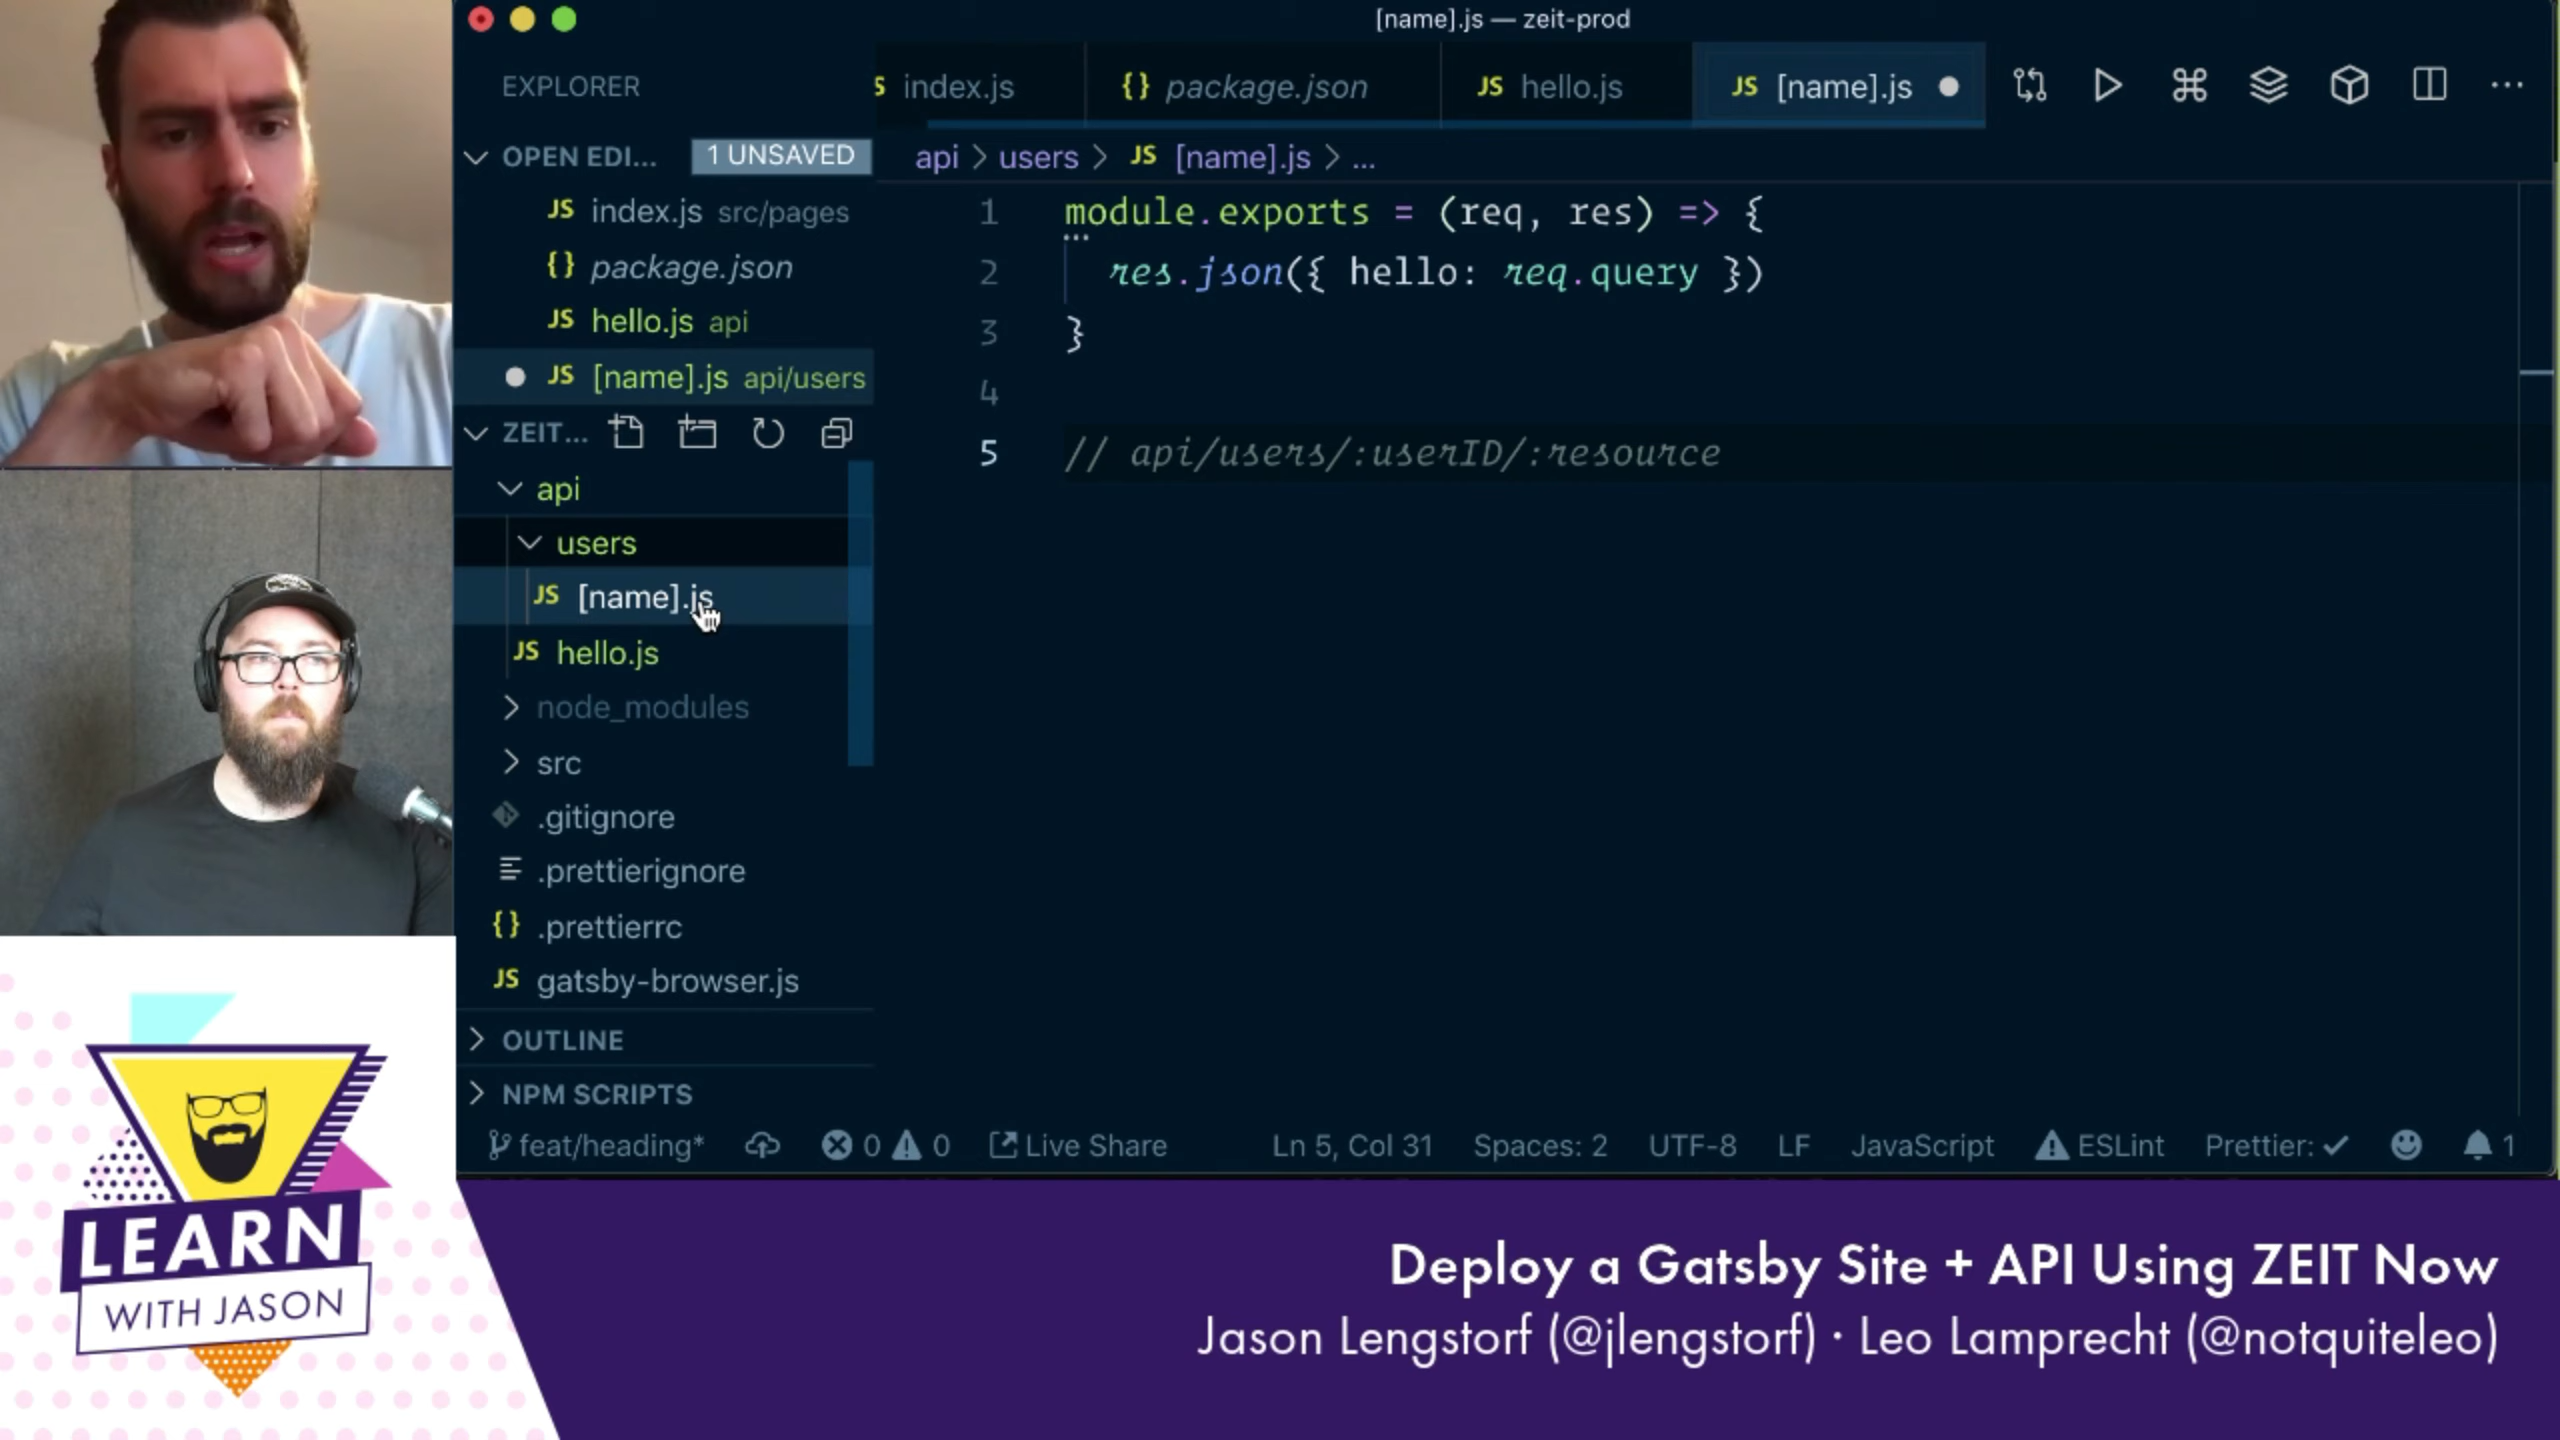 [name].js — zeit-prod
EXPLORER
index.js
{} package.json
JS hello.js
JS [name].js
OPEN EDI... 1 UNSAVED
JS index.js src/pages
{} package.json
JS hello.js api
JS [name].js api/users
ZEIT...
api
users
JS [name].js
JS hello.js
node_modules
src
.gitignore
.prettierignore
{} .prettierrc
JS gatsby-browser.js
OUTLINE
NPM SCRIPTS
api > users > JS [name].js > ...
1 module.exports = (req, res) => {
2 res.json({ hello: req.query })
3 }
4
5 // api/users/:userID/:resource
feat/heading* 0 0 Live Share Ln 5, Col 31 Spaces: 2 UTF-8 LF JavaScript ESLint Prettier: ✓ 1
LEARN
WITH JASON
Deploy a Gatsby Site + API Using ZEIT Now
Jason Lengstorf (@jlengstorf) · Leo Lamprecht (@notquiteleo)